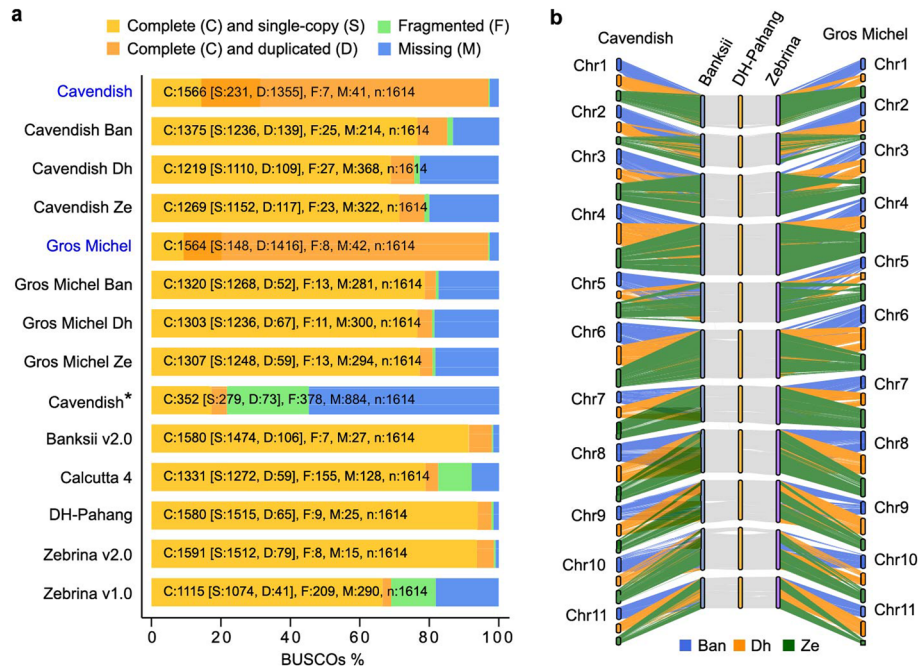 a
Complete (C) and single-copy (S)
Fragmented (F)
Complete (C) and duplicated (D)
Missing (M)
Cavendish
C:1566 [S:231, D:1355], F:7, M:41, n:1614
Cavendish Ban
C:1375 [S:1236, D:139], F:25, M:214, n:1614
Cavendish Dh
C:1219 [S:1110, D:109], F:27, M:368, n:1614
Cavendish Ze
C:1269 [S:1152, D:117], F:23, M:322, n:1614
Gros Michel
C:1564 [S:148, D:1416], F:8, M:42, n:1614
Gros Michel Ban
C:1320 [S:1268, D:52], F:13, M:281, n:1614
Gros Michel Dh
C:1303 [S:1236, D:67], F:11, M:300, n:1614
Gros Michel Ze
C:1307 [S:1248, D:59], F:13, M:294, n:1614
Cavendish*
C:352 [S:279, D:73], F:378, M:884, n:1614
Banksii v2.0
C:1580 [S:1474, D:106], F:7, M:27, n:1614
Calcutta 4
C:1331 [S:1272, D:59], F:155, M:128, n:1614
DH-Pahang
C:1580 [S:1515, D:65], F:9, M:25, n:1614
Zebrina v2.0
C:1591 [S:1512, D:79], F:8, M:15, n:1614
Zebrina v1.0
C:1115 [S:1074, D:41], F:209, M:290, n:1614
0 20 40 60 80 100
BUSCOs %
b
Cavendish
Banksii
DH-Pahang
Zebrina
Gros Michel
Chr1
Chr2
Chr3
Chr4
Chr5
Chr6
Chr7
Chr8
Chr9
Chr10
Chr11
Chr1
Chr2
Chr3
Chr4
Chr5
Chr6
Chr7
Chr8
Chr9
Chr10
Chr11
Ban Dh Ze